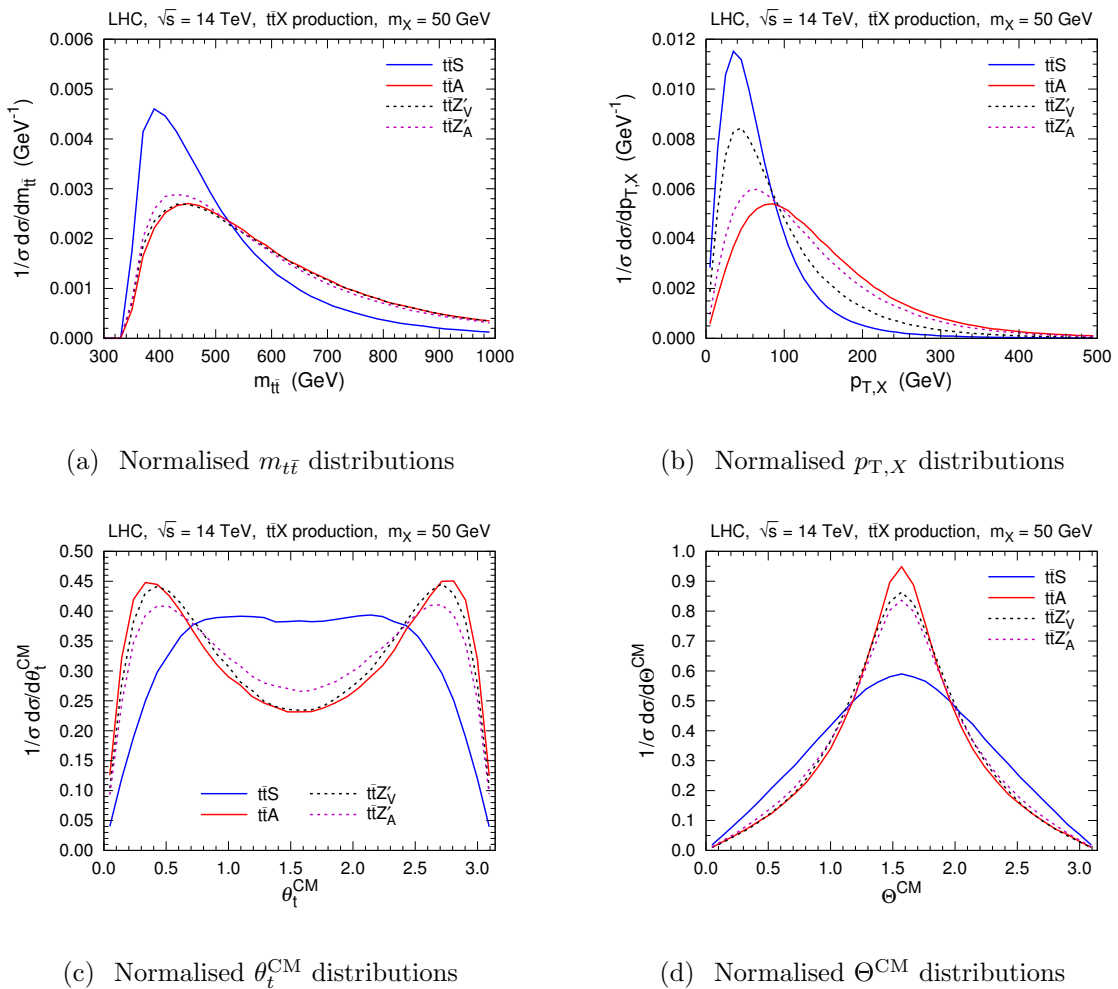 LHC, √s = 14 TeV, tt̄X production, m_X = 50 GeV
0.006
0.005
0.004
0.003
0.002
0.001
0.000
1/σ dσ/dm_tt̄ (GeV⁻¹)
tt̄S
tt̄A
tt̄Z′_V
tt̄Z′_A
300 400 500 600 700 800 900 1000
m_tt̄ (GeV)
(a) Normalised m_tt̄ distributions
LHC, √s = 14 TeV, tt̄X production, m_X = 50 GeV
0.012
0.010
0.008
0.006
0.004
0.002
0.000
1/σ dσ/dp_T,X (GeV⁻¹)
tt̄S
tt̄A
tt̄Z′_V
tt̄Z′_A
0 100 200 300 400 500
p_T,X (GeV)
(b) Normalised p_T,X distributions
LHC, √s = 14 TeV, tt̄X production, m_X = 50 GeV
0.50
0.45
0.40
0.35
0.30
0.25
0.20
0.15
0.10
0.05
0.00
1/σ dσ/dθ_t^CM
tt̄S tt̄Z′_V
tt̄A tt̄Z′_A
0.0 0.5 1.0 1.5 2.0 2.5 3.0
θ_t^CM
(c) Normalised θ_t^CM distributions
LHC, √s = 14 TeV, tt̄X production, m_X = 50 GeV
1.0
0.9
0.8
0.7
0.6
0.5
0.4
0.3
0.2
0.1
0.0
1/σ dσ/dΘ^CM
tt̄S
tt̄A
tt̄Z′_V
tt̄Z′_A
0.0 0.5 1.0 1.5 2.0 2.5 3.0
Θ^CM
(d) Normalised Θ^CM distributions